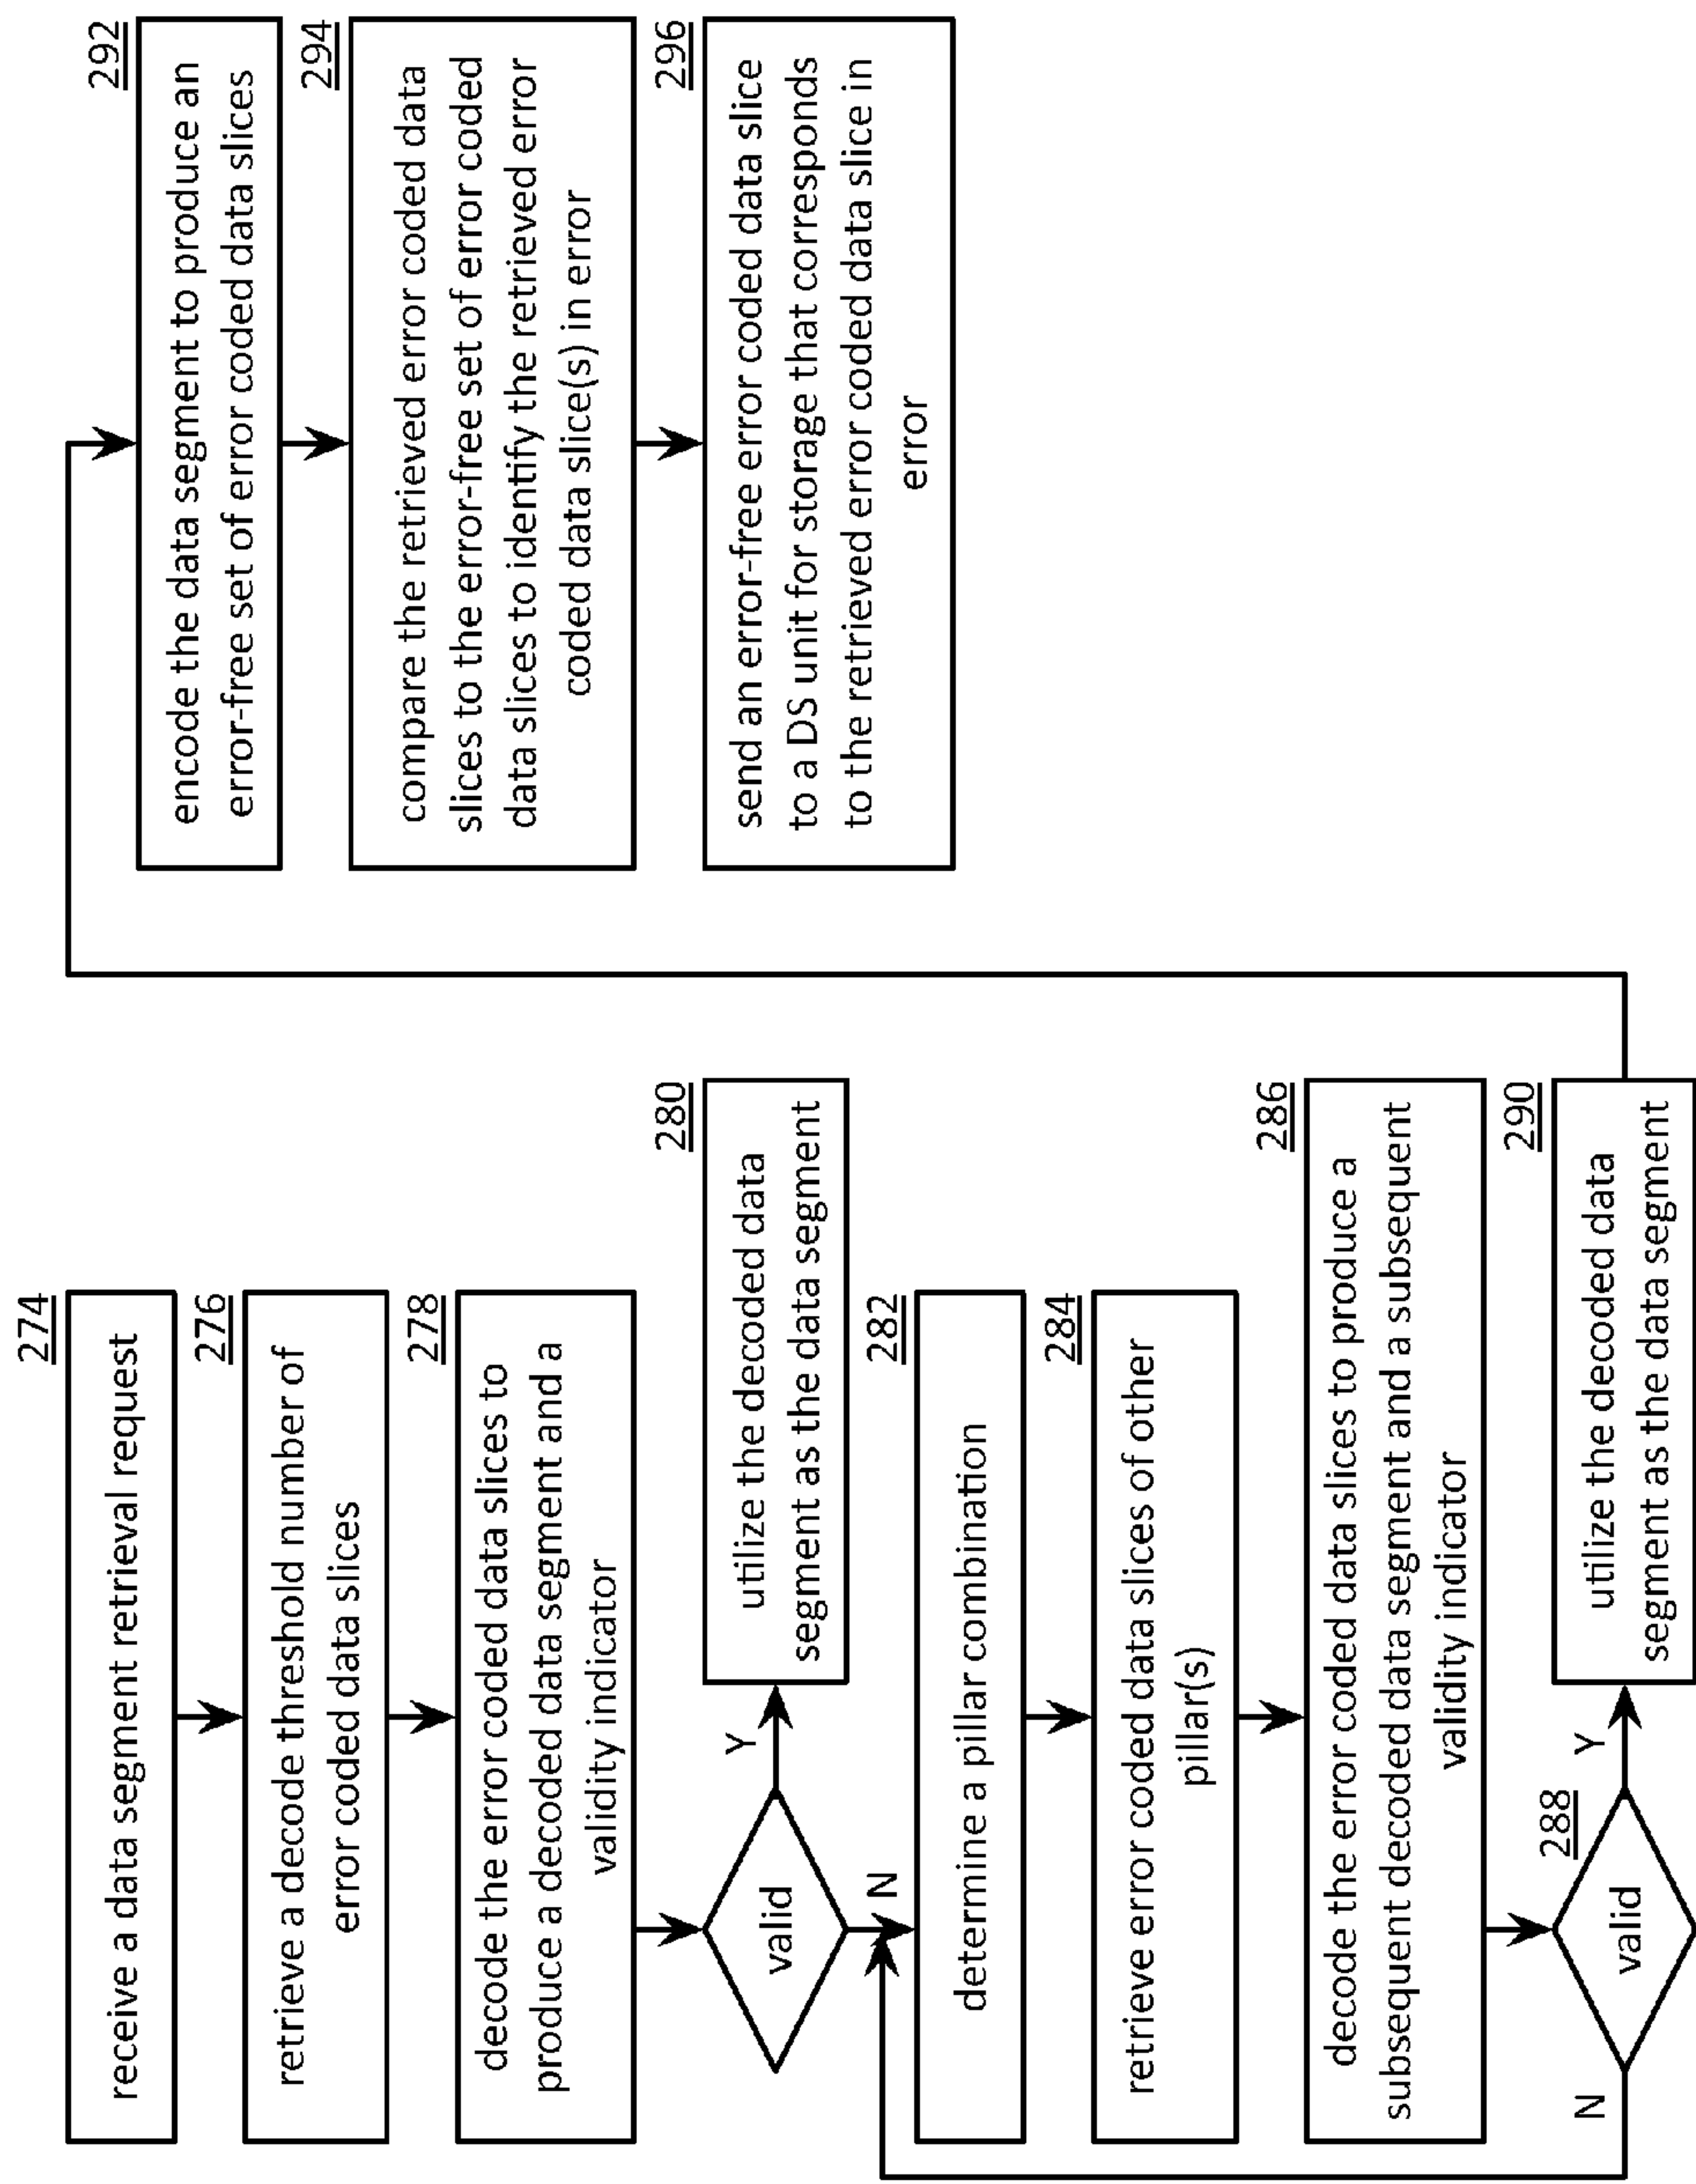 274
receive a data segment retrieval request
276
retrieve a decode threshold number of
error coded data slices
278
decode the error coded data slices to
produce a decoded data segment and a
validity indicator
valid
Y
N
280
utilize the decoded data
segment as the data segment
282
determine a pillar combination
284
retrieve error coded data slices of other
pillar(s)
286
decode the error coded data slices to produce a
subsequent decoded data segment and a subsequent
validity indicator
288
valid
Y
N
290
utilize the decoded data
segment as the data segment
292
encode the data segment to produce an
error-free set of error coded data slices
294
compare the retrieved error coded data
slices to the error-free set of error coded
data slices to identify the retrieved error
coded data slice(s) in error
296
send an error-free error coded data slice
to a DS unit for storage that corresponds
to the retrieved error coded data slice in
error